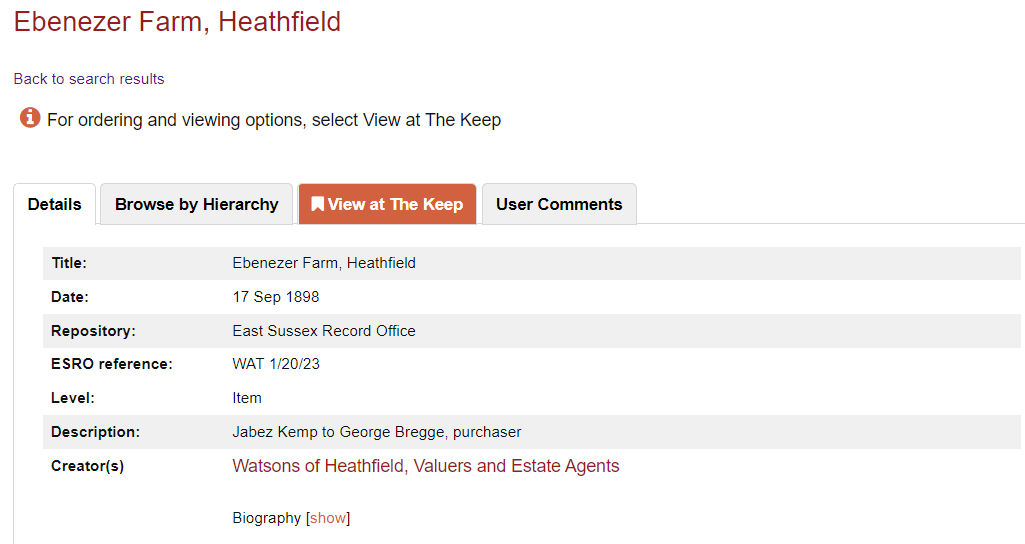 Ebenezer Farm, Heathfield
Back to search results
For ordering and viewing options, select View at The Keep
Details Browse by Hierarchy View at The Keep User Comments
Title: Ebenezer Farm, Heathfield
Date: 17 Sep 1898
Repository: East Sussex Record Office
ESRO reference: WAT 1/20/23
Level: Item
Description: Jabez Kemp to George Bregge, purchaser
Creator(s) Watsons of Heathfield, Valuers and Estate Agents
Biography [show]